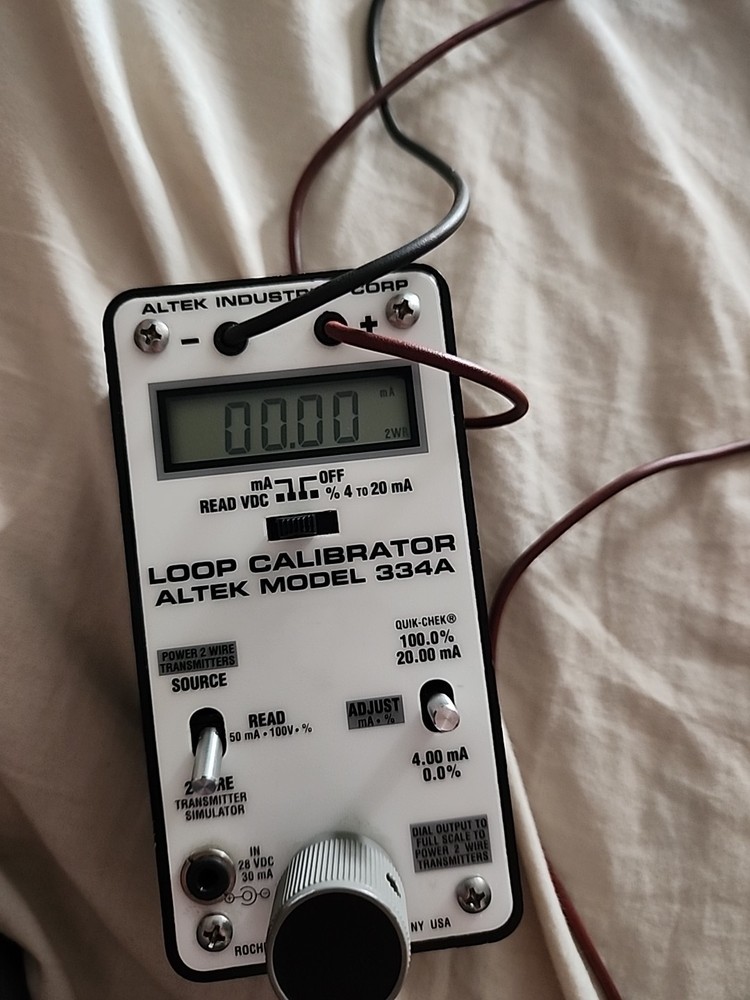 ALTEK INDUSTR CORP
− +
mA
00.00
2W
mA OFF
READ VDC % 4 TO 20 mA
LOOP CALIBRATOR
ALTEK MODEL 334A
QUIK-CHEK®
100.0%
20.00 mA
POWER 2 WIRE
TRANSMITTERS
SOURCE
READ
50 mA • 100V • %
ADJUST
mA • %
2 RE
TRANSMITTER
SIMULATOR
4.00 mA
0.0%
IN
28 VDC
30 mA
DIAL OUTPUT TO
FULL SCALE TO
POWER 2 WIRE
TRANSMITTERS
ROCH NY USA